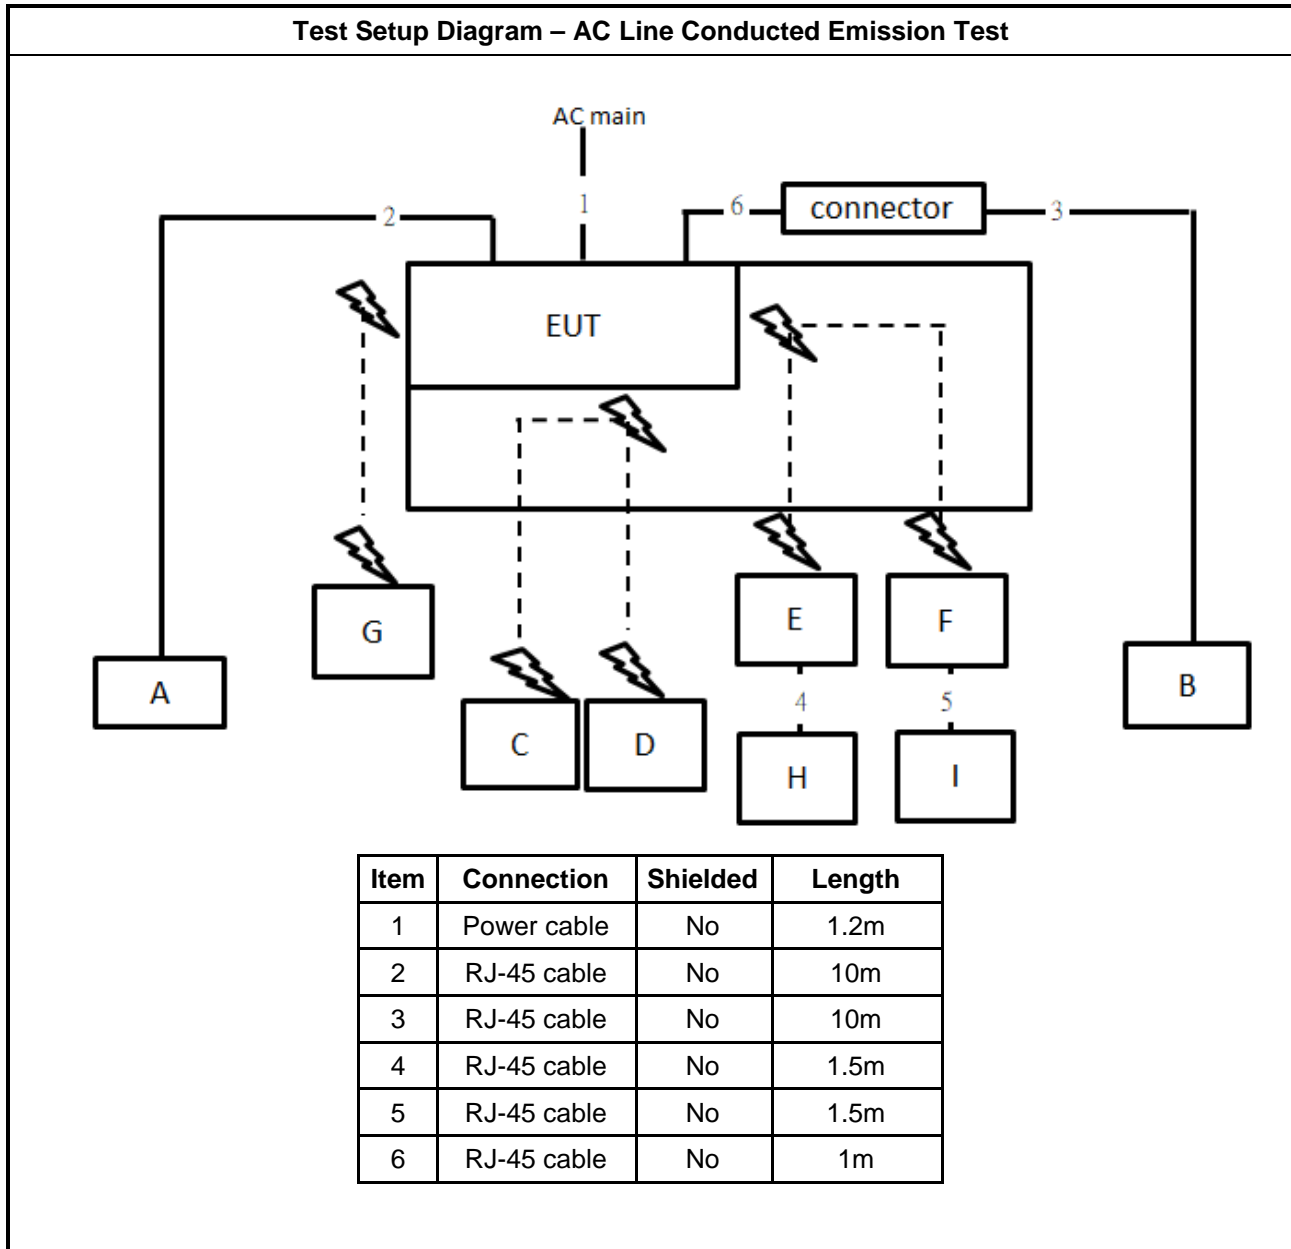 Test Setup Diagram – AC Line Conducted Emission Test
AC main
2
1
6
connector
3
EUT
G
E
F
A
B
4
5
C
D
H
I
Item Connection Shielded Length
1 Power cable No 1.2m
2 RJ-45 cable No 10m
3 RJ-45 cable No 10m
4 RJ-45 cable No 1.5m
5 RJ-45 cable No 1.5m
6 RJ-45 cable No 1m